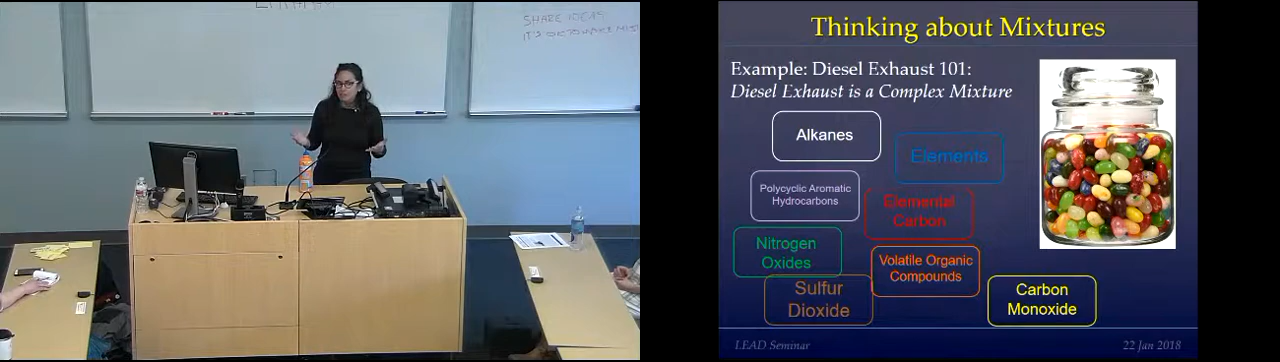 SHARE IDEAS
Thinking about Mixtures
Example: Diesel Exhaust 101:
Diesel Exhaust is a Complex Mixture
Alkanes
Elements
Polycyclic Aromatic
Hydrocarbons
Elemental
Carbon
Nitrogen
Oxides
Volatile Organic
Compounds
Sulfur
Dioxide
Carbon
Monoxide
LEAD Seminar
22 Jan 2018